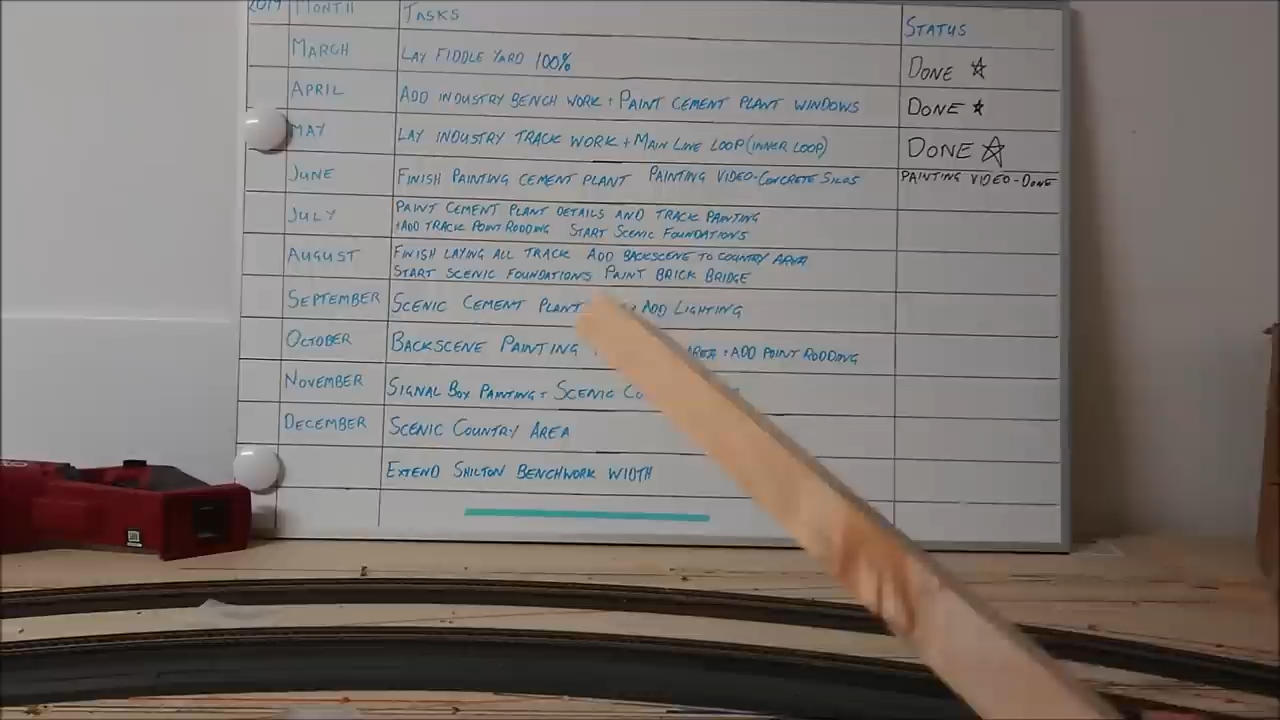 2019 MONTH TASKS STATUS
MARCH LAY FIDDLE YARD 100% DONE ☆
APRIL ADD INDUSTRY BENCH WORK + PAINT CEMENT PLANT WINDOWS DONE ★
MAY LAY INDUSTRY TRACK WORK + MAIN LINE LOOP (INNER LOOP) DONE ☆
JUNE FINISH PAINTING CEMENT PLANT PAINTING VIDEO-CONCRETE SILOS PAINTING VIDEO-DONE
JULY PAINT CEMENT PLANT DETAILS AND TRACK PAINTING
+ADD TRACK POINT RODDING START SCENIC FOUNDATIONS
AUGUST FINISH LAYING ALL TRACK ADD BACKSCENE TO COUNTRY AREA
START SCENIC FOUNDATIONS PAINT BRICK BRIDGE
SEPTEMBER SCENIC CEMENT PLANT + ADD LIGHTING
OCTOBER BACKSCENE PAINTING AREA + ADD POINT RODDING
NOVEMBER SIGNAL BOX PAINTING + SCENIC
DECEMBER SCENIC COUNTRY AREA
EXTEND SHILTON BENCHWORK WIDTH